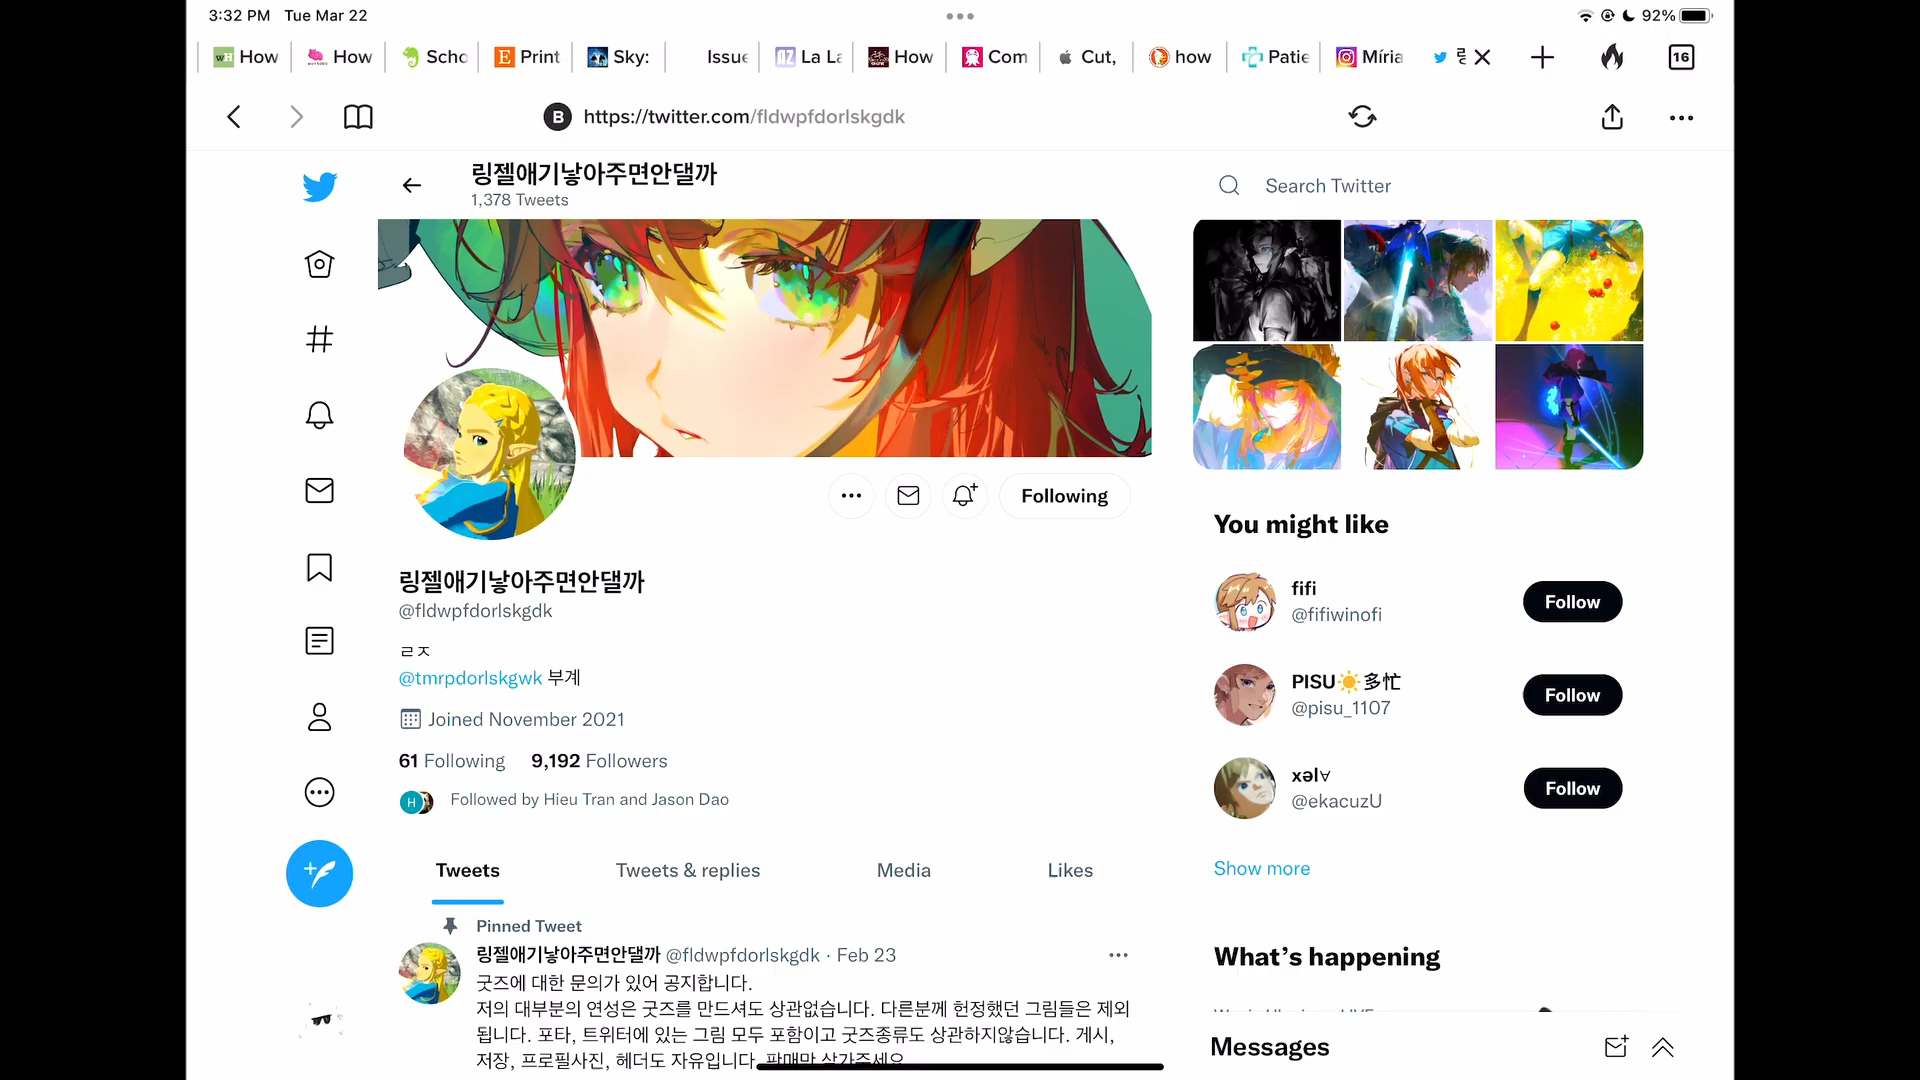 3:32 PM Tue Mar 22
92%
How
How
Scho
Print
Sky:
Issue
La La
How
Com
Cut,
how
Patie
Míria
16
B https://twitter.com/fldwpfdorlskgdk
링젤애기낳아주면안댈까
1,378 Tweets
Search Twitter
Following
링젤애기낳아주면안댈까
@fldwpfdorlskgdk
ㄹㅈ
@tmrpdorlskgwk 부계
Joined November 2021
61 Following 9,192 Followers
H Followed by Hieu Tran and Jason Dao
Tweets
Tweets & replies
Media
Likes
Pinned Tweet
링젤애기낳아주면안댈까 @fldwpfdorlskgdk · Feb 23
굿즈에 대한 문의가 있어 공지합니다.
저의 대부분의 연성은 굿즈를 만드셔도 상관없습니다. 다른분께 헌정했던 그림들은 제외
됩니다. 포타, 트위터에 있는 그림 모두 포함이고 굿즈종류도 상관하지않습니다. 게시,
저장, 프로필사진, 헤더도 자유입니다. 판매만 삼가주세요
You might like
fifi
@fifiwinofi
Follow
PISU☀️多忙
@pisu_1107
Follow
xəl∀
@ekacuzU
Follow
Show more
What's happening
Messages